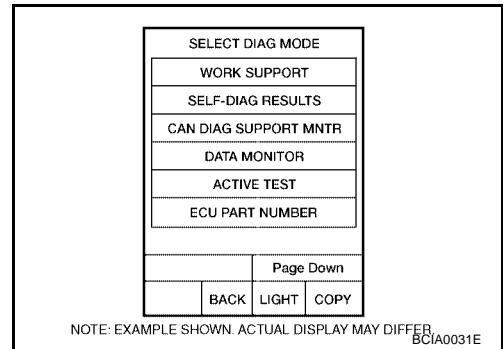 SELECT DIAG MODE
WORK SUPPORT
SELF-DIAG RESULTS
CAN DIAG SUPPORT MNTR
DATA MONITOR
ACTIVE TEST
ECU PART NUMBER
Page Down
BACK LIGHT COPY
NOTE: EXAMPLE SHOWN. ACTUAL DISPLAY MAY DIFFER.
BCIA0031E